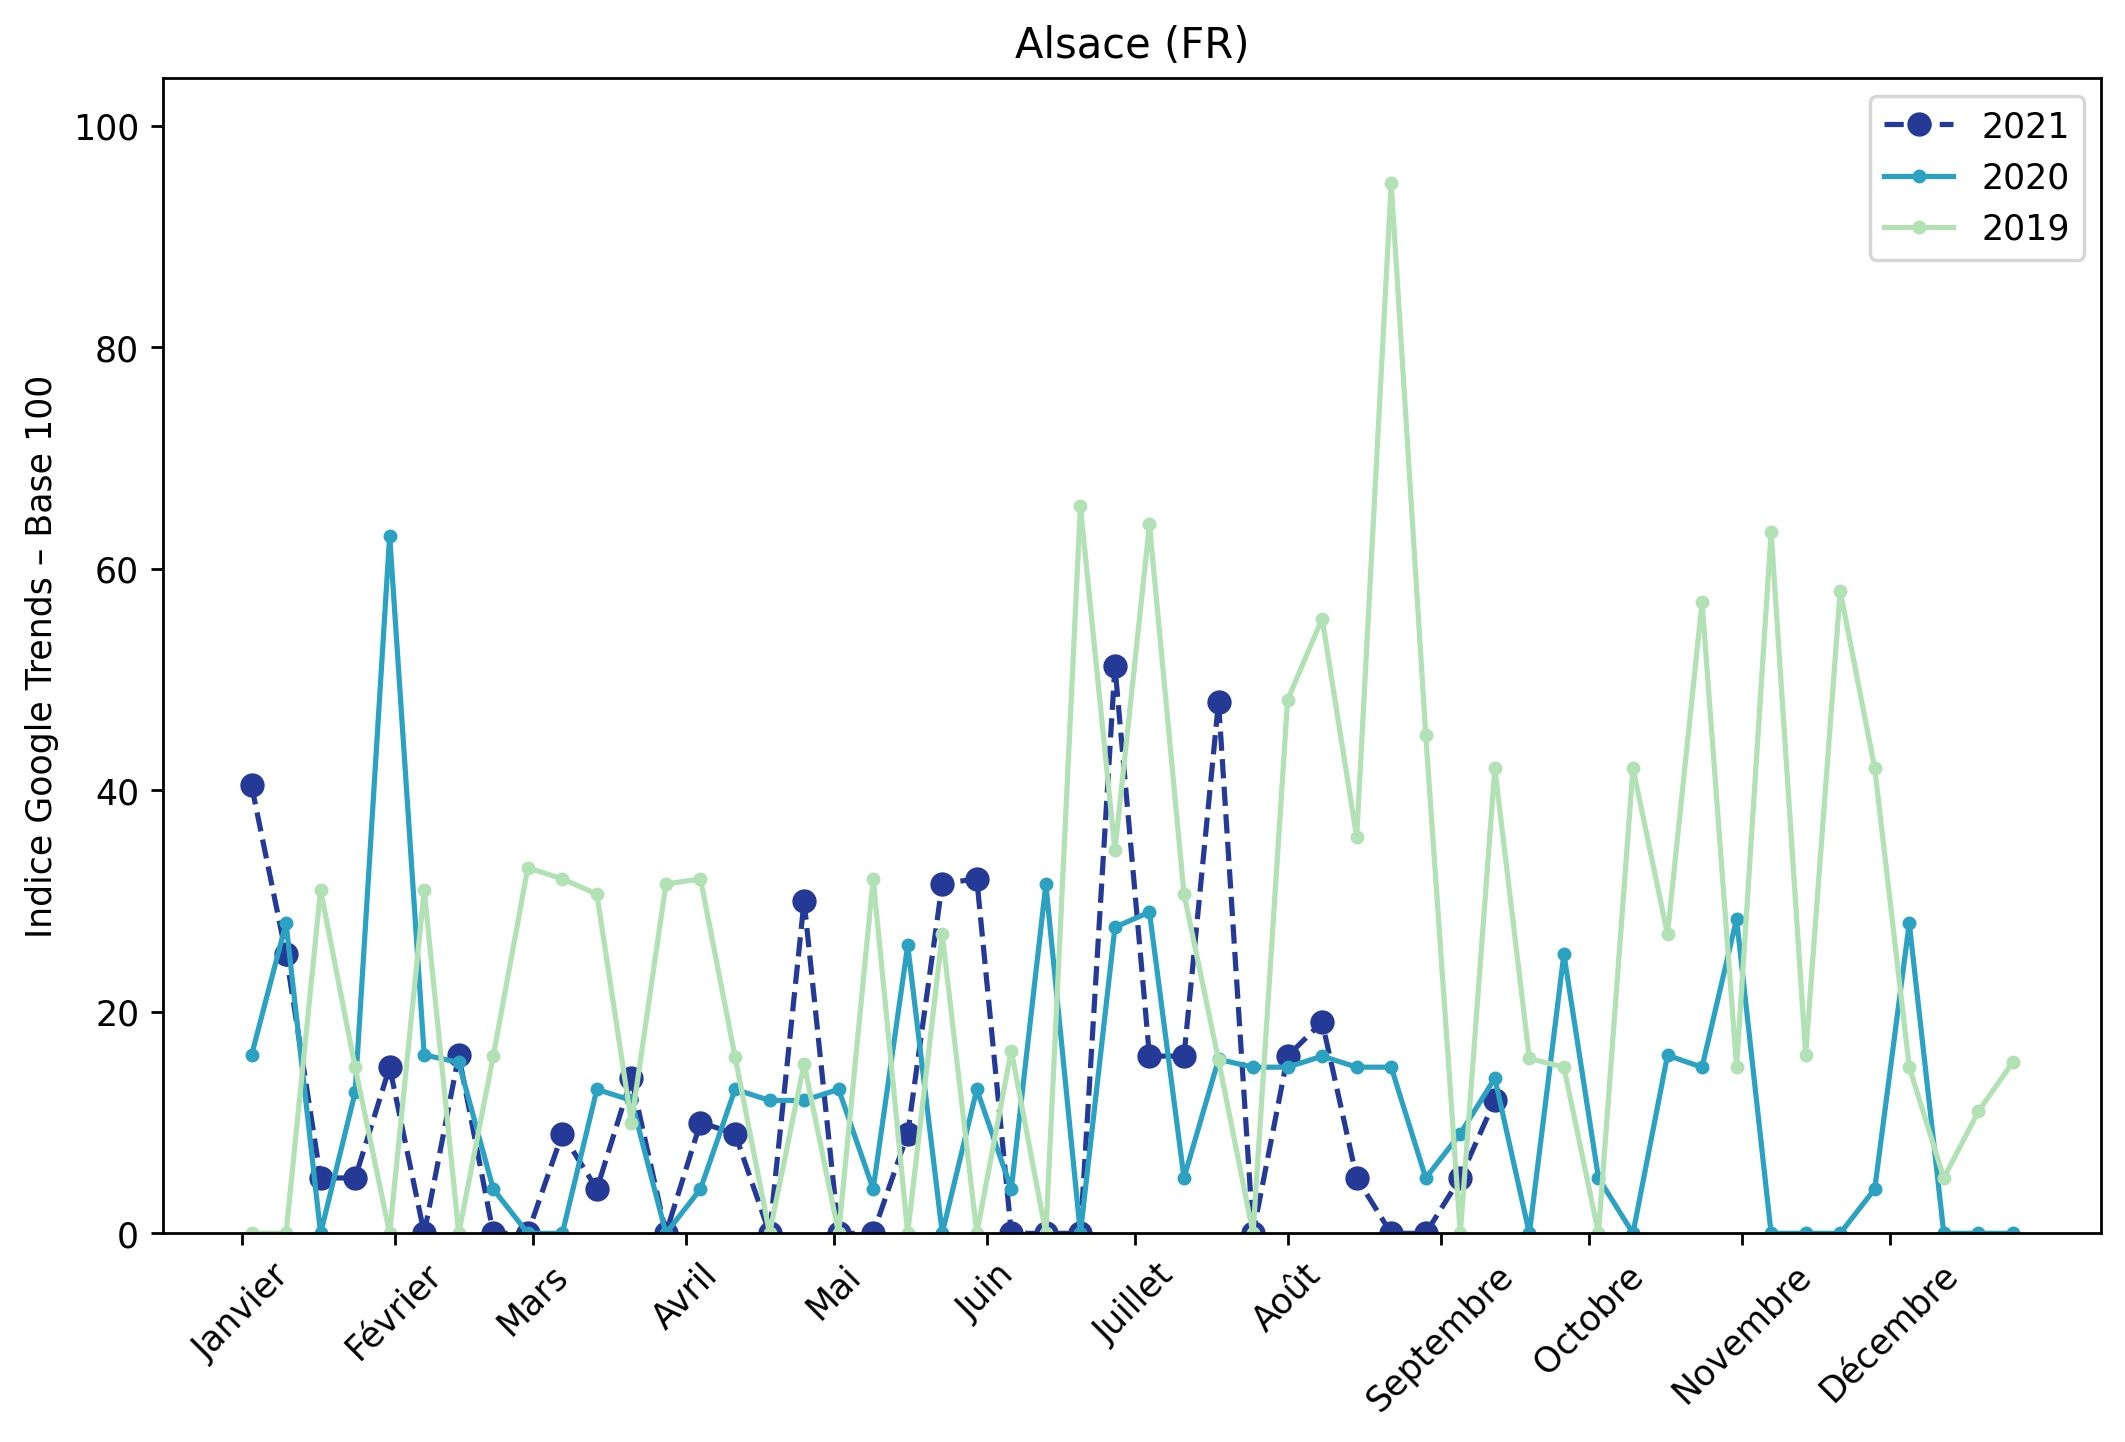 Alsace (FR)
Indice Google Trends – Base 100
100
80
60
40
20
0
2021
2020
2019
Janvier
Février
Mars
Avril
Mai
Juin
Juillet
Août
Septembre
Octobre
Novembre
Décembre